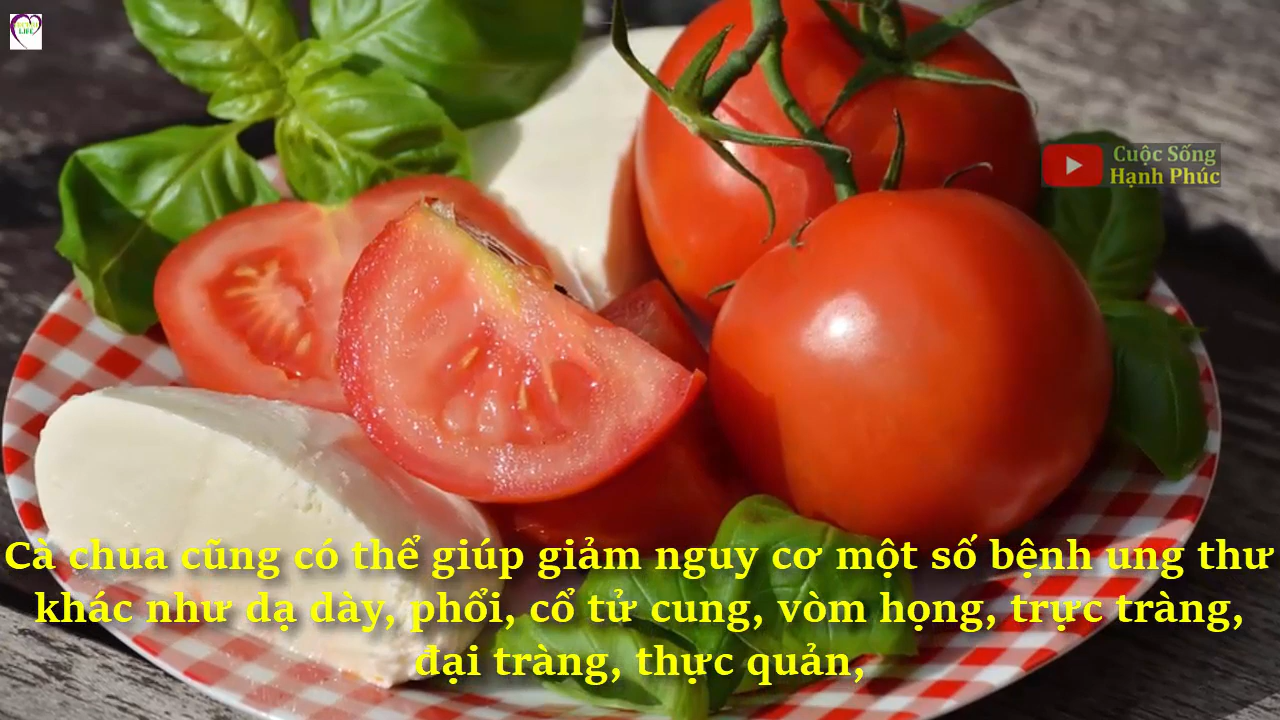 LIFE
Cuộc Sống
Hạnh Phúc
Cà chua cũng có thể giúp giảm nguy cơ một số bệnh ung thư
khác như dạ dày, phổi, cổ tử cung, vòm họng, trực tràng,
đại tràng, thực quản,